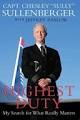 CAPT. CHESLEY "SULLY"
SULLENBERGER
WITH JEFFREY ZASLOW
HIGHEST
DUTY
My Search for What Really Matters